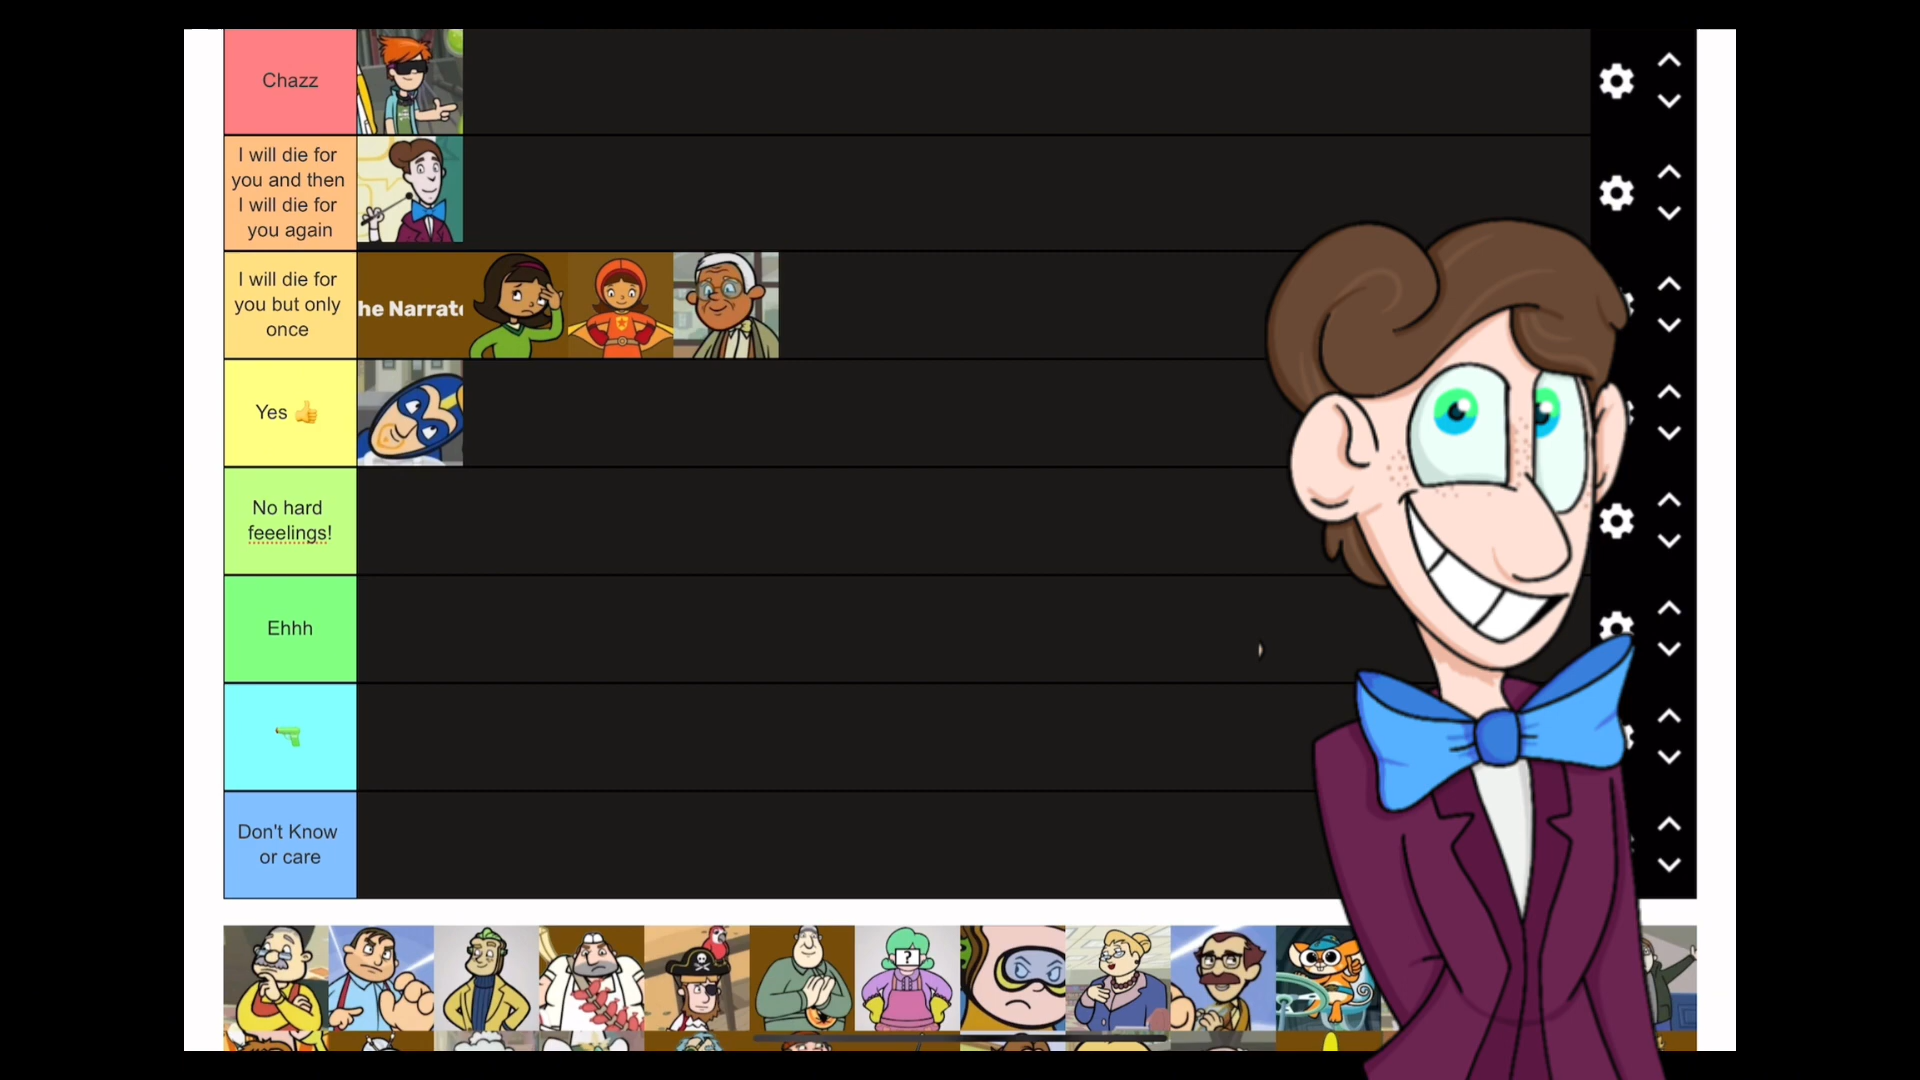 Chazz
I will die for
you and then
I will die for
you again
I will die for
you but only
once
he Narrat
Yes 👍
No hard
feeelings!
Ehhh
🔫
Don't Know
or care
?